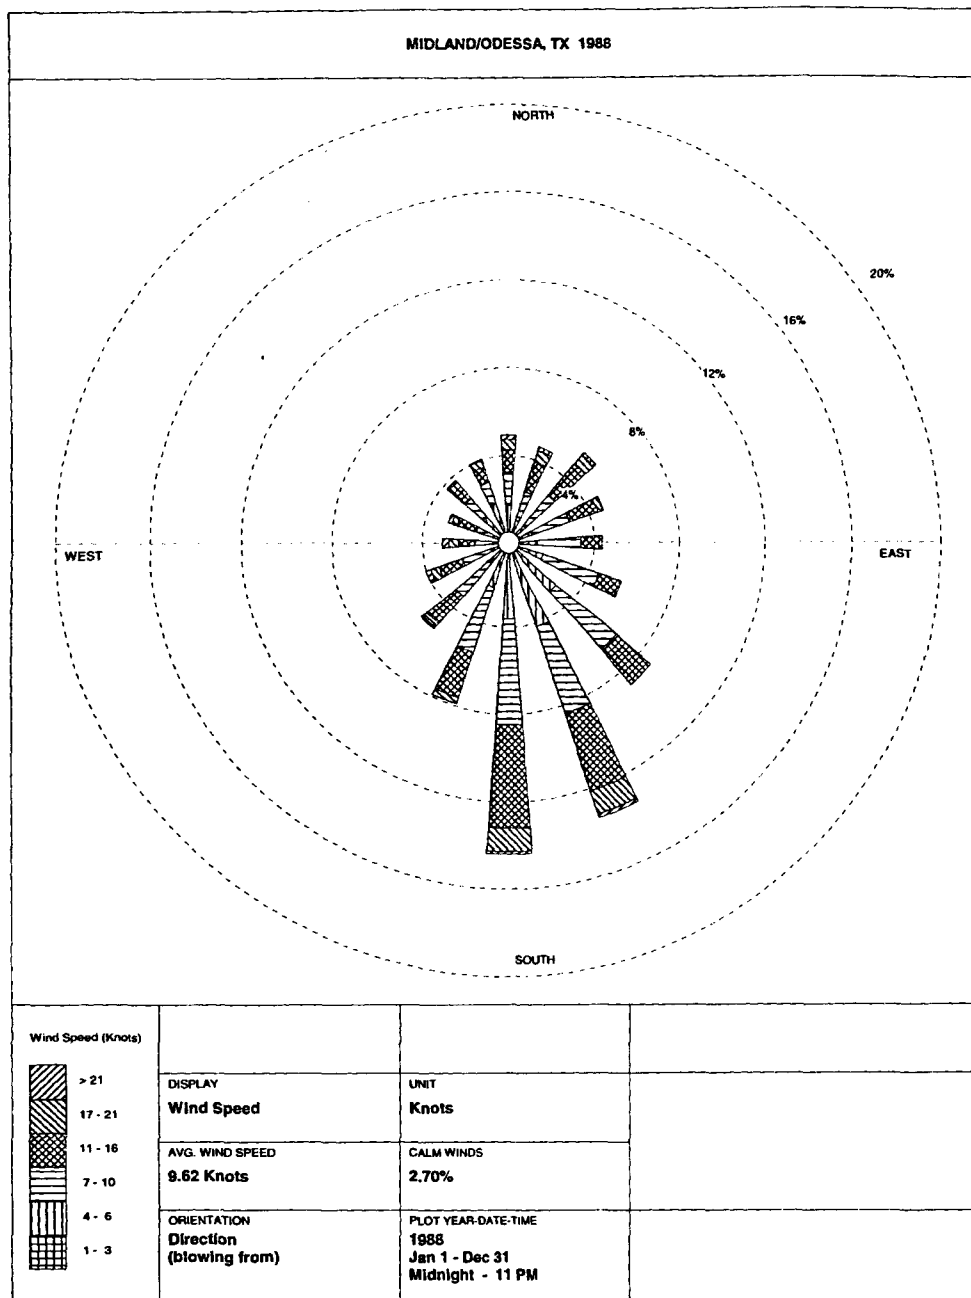 MIDLAND/ODESSA, TX 1988
NORTH
20%
16%
12%
8%
4%
WEST
EAST
SOUTH
Wind Speed (Knots)
> 21
17 - 21
11 - 16
7 - 10
4 - 6
1 - 3
DISPLAY
Wind Speed
UNIT
Knots
AVG. WIND SPEED
9.62 Knots
CALM WINDS
2.70%
ORIENTATION
Direction
(blowing from)
PLOT YEAR-DATE-TIME
1988
Jan 1 - Dec 31
Midnight - 11 PM